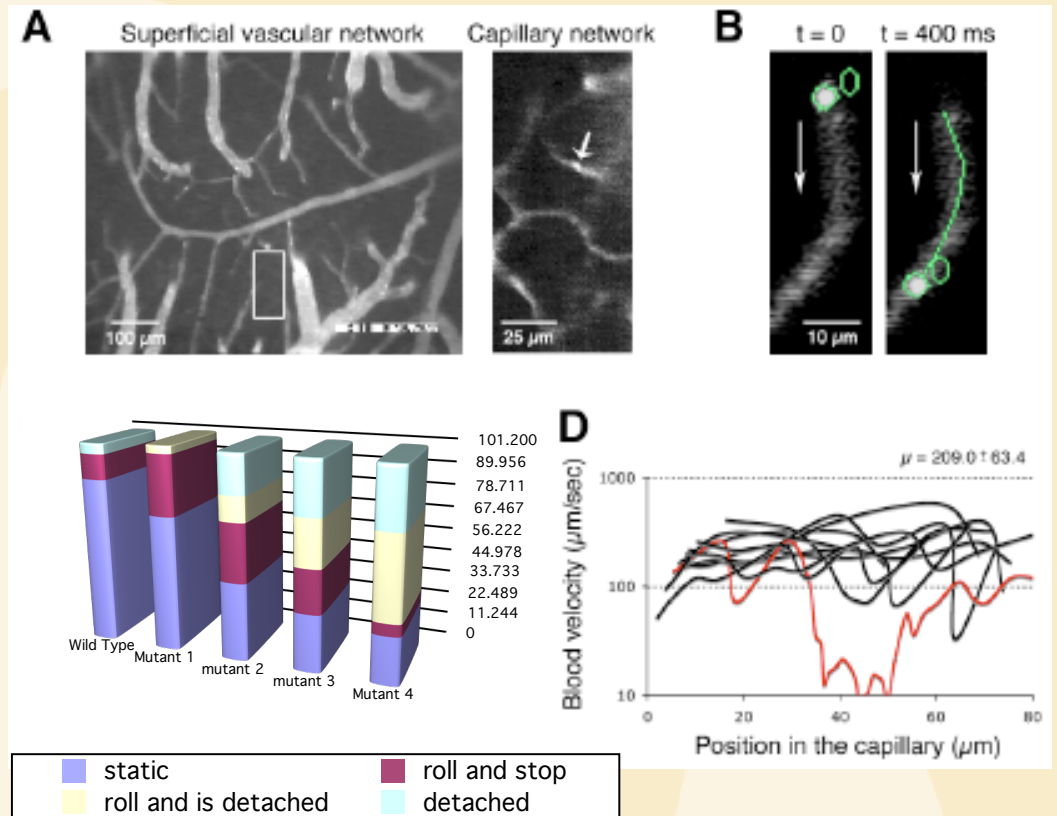 A
Superficial vascular network
Capillary network
B
t = 0
t = 400 ms
100 µm
25 µm
10 µm
101.200
89.956
78.711
67.467
56.222
44.978
33.733
22.489
11.244
0
Wild Type
Mutant 1
mutant 2
mutant 3
Mutant 4
static
roll and stop
roll and is detached
detached
D
µ = 209.0 ± 63.4
Blood velocity (µm/sec)
1000
100
10
0
20
40
60
80
Position in the capillary (µm)